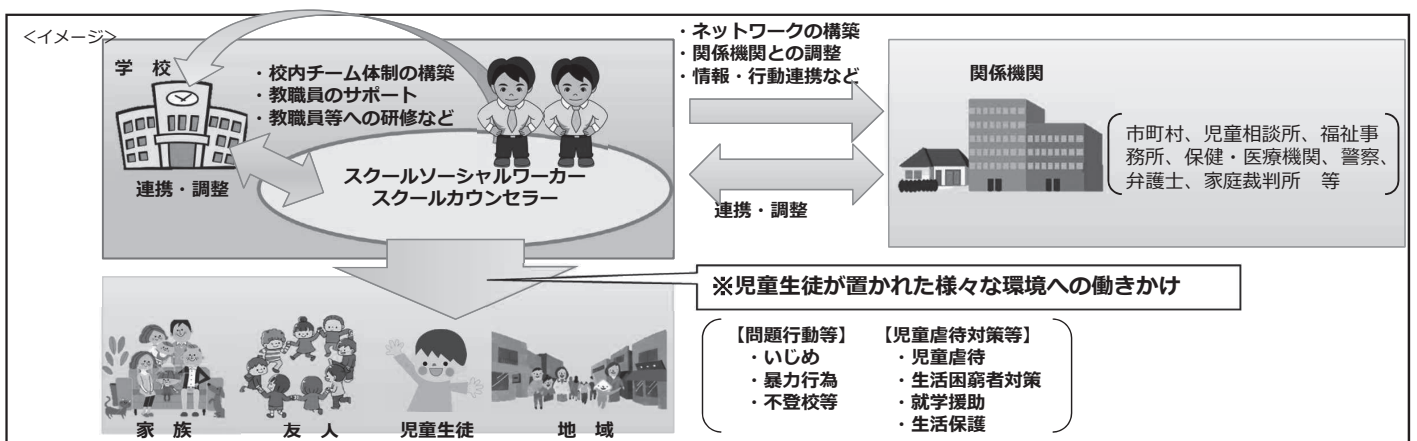 ＜イメージ＞
学　校
・校内チーム体制の構築
・教職員のサポート
・教職員等への研修など
連携・調整
スクールソーシャルワーカー
スクールカウンセラー
・ネットワークの構築
・関係機関との調整
・情報・行動連携など
連携・調整
関係機関
市町村、児童相談所、福祉事
務所、保健・医療機関、警察、
弁護士、家庭裁判所　等
※児童生徒が置かれた様々な環境への働きかけ
【問題行動等】
・いじめ
・暴力行為
・不登校等
【児童虐待対策等】
・児童虐待
・生活困窮者対策
・就学援助
・生活保護
家　族
友　人
児童生徒
地　域